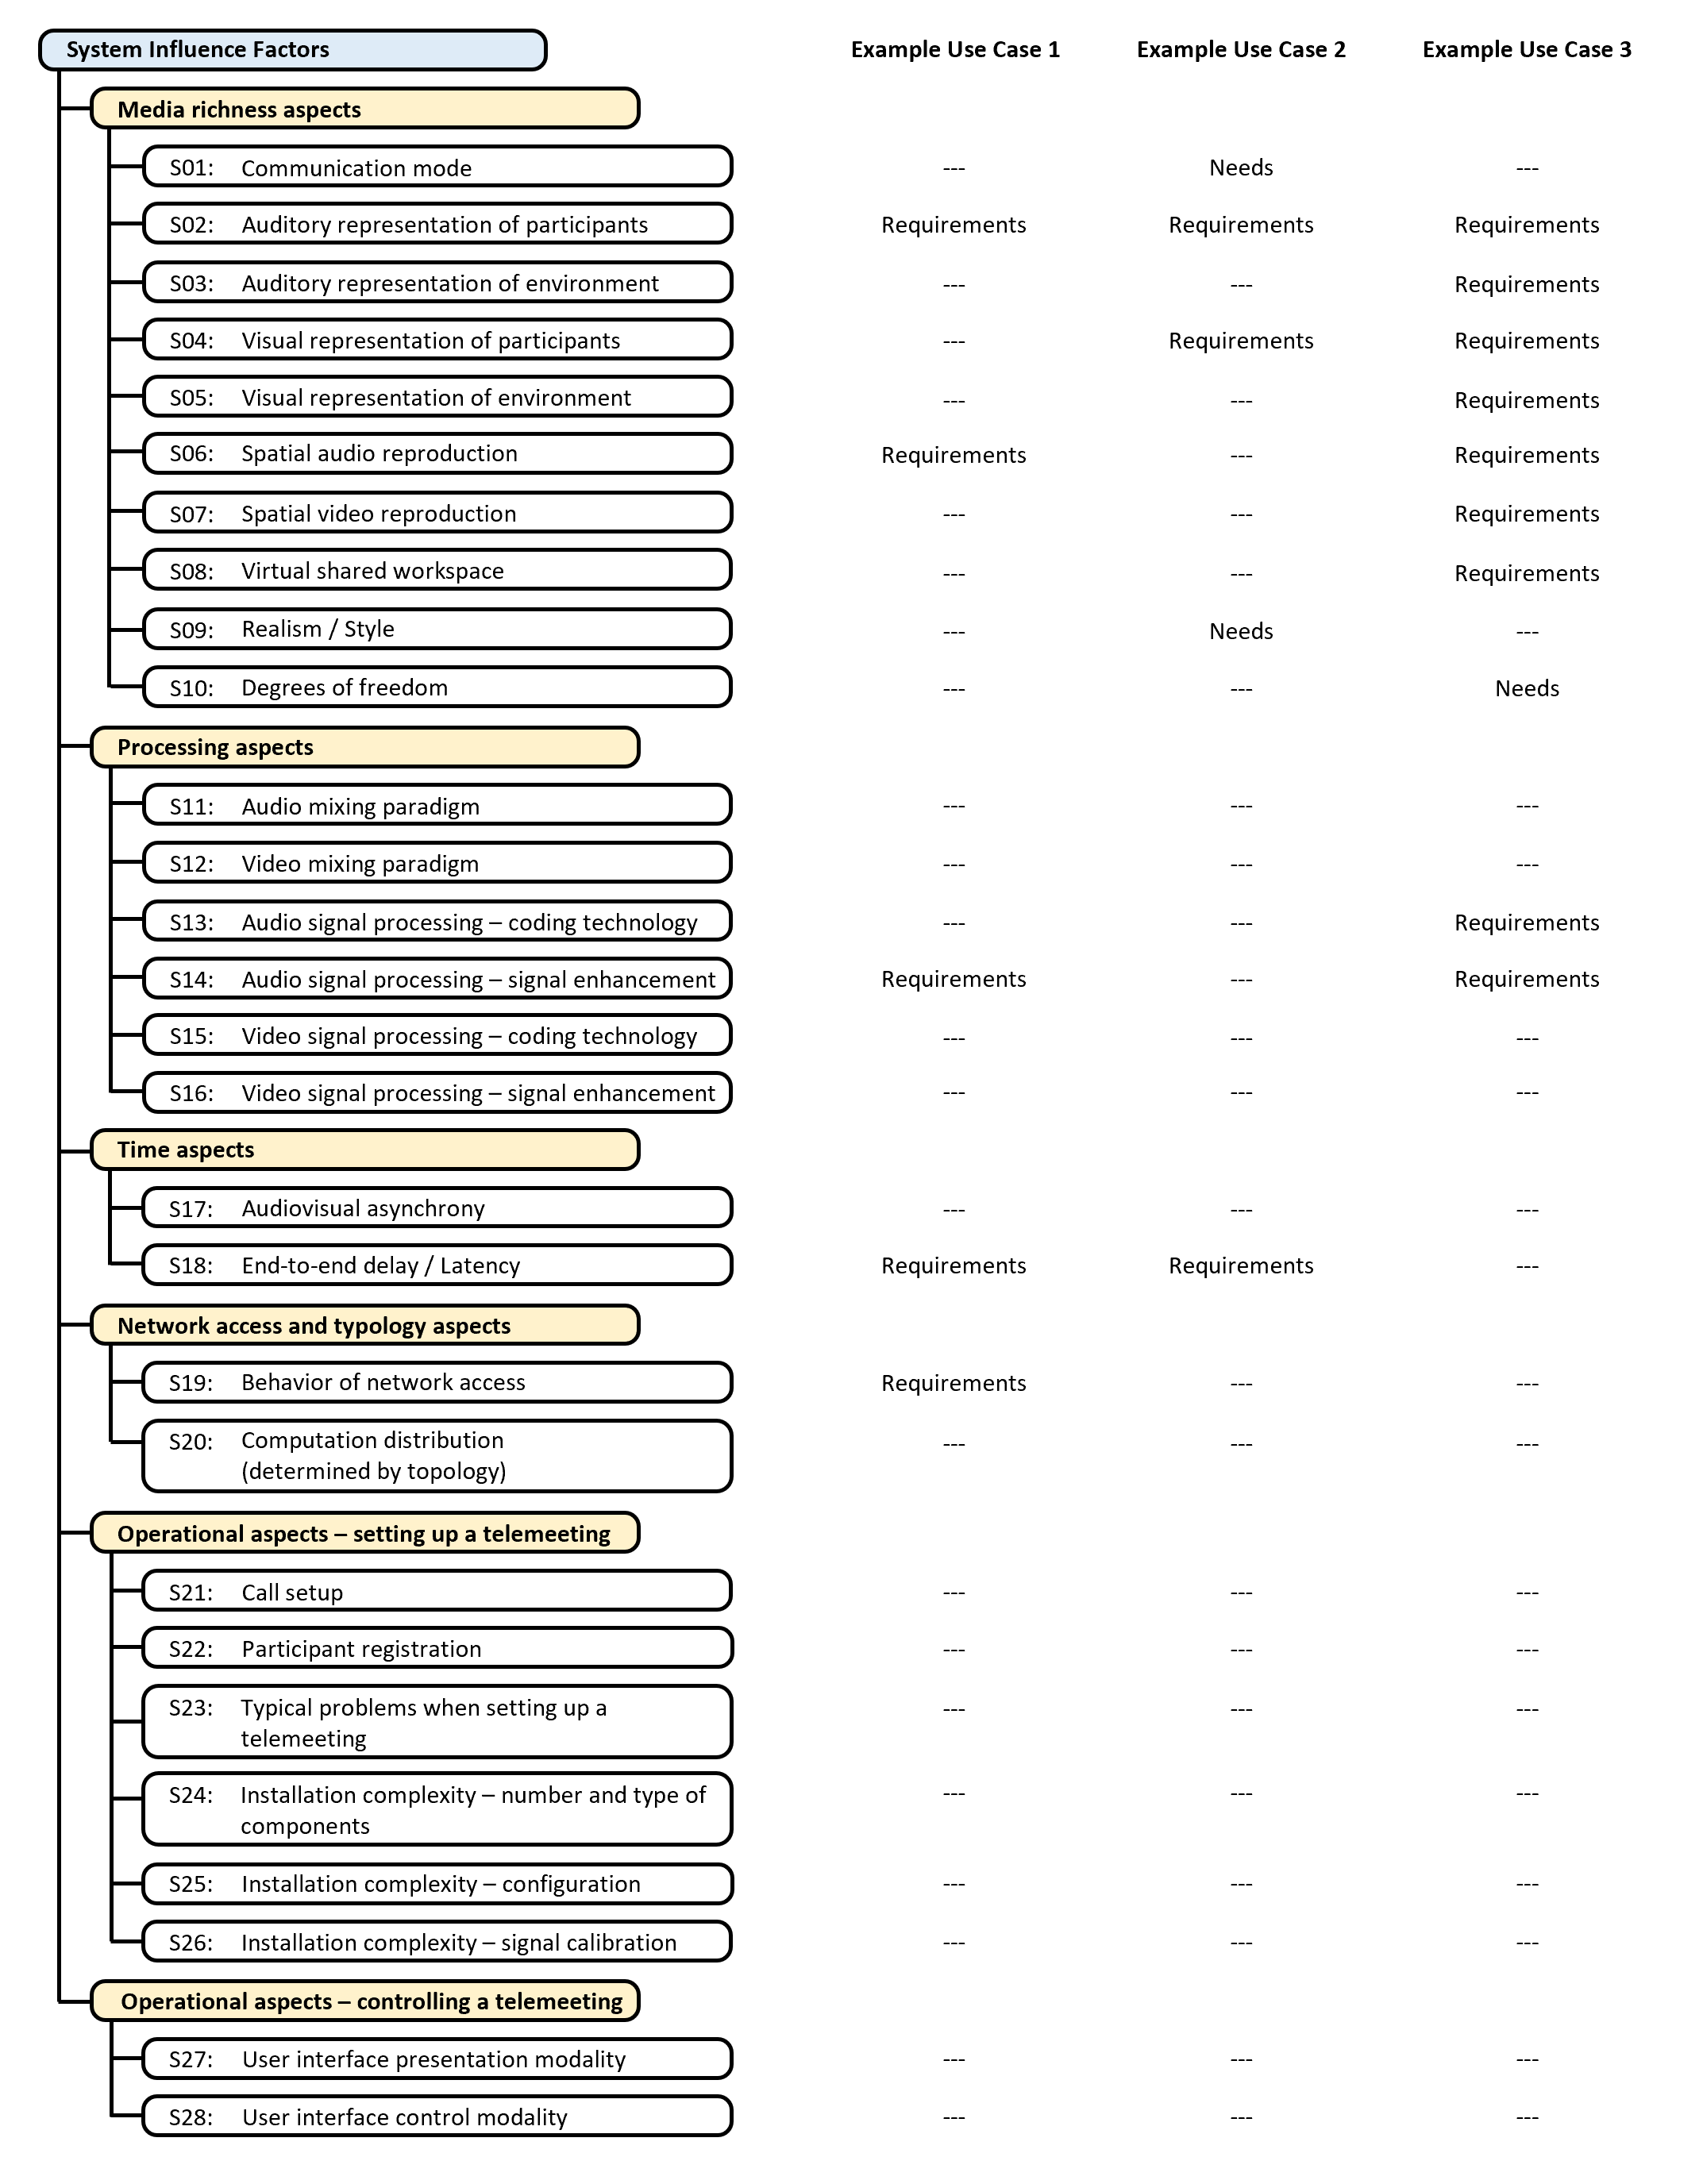 System Influence Factors Example Use Case 1 Example Use Case 2 Example Use Case 3
Media richness aspects
S01: Communication mode --- Needs ---
S02: Auditory representation of participants Requirements Requirements Requirements
S03: Auditory representation of environment --- --- Requirements
S04: Visual representation of participants --- Requirements Requirements
S05: Visual representation of environment --- --- Requirements
S06: Spatial audio reproduction Requirements --- Requirements
S07: Spatial video reproduction --- --- Requirements
S08: Virtual shared workspace --- --- Requirements
S09: Realism / Style --- Needs ---
S10: Degrees of freedom --- --- Needs
Processing aspects
S11: Audio mixing paradigm --- --- ---
S12: Video mixing paradigm --- --- ---
S13: Audio signal processing – coding technology --- --- Requirements
S14: Audio signal processing – signal enhancement Requirements --- Requirements
S15: Video signal processing – coding technology --- --- ---
S16: Video signal processing – signal enhancement --- --- ---
Time aspects
S17: Audiovisual asynchrony --- --- ---
S18: End-to-end delay / Latency Requirements Requirements ---
Network access and typology aspects
S19: Behavior of network access Requirements --- ---
S20: Computation distribution --- --- ---
(determined by topology)
Operational aspects – setting up a telemeeting
S21: Call setup --- --- ---
S22: Participant registration --- --- ---
S23: Typical problems when setting up a --- --- ---
telemeeting
S24: Installation complexity – number and type of --- --- ---
components
S25: Installation complexity – configuration --- --- ---
S26: Installation complexity – signal calibration --- --- ---
Operational aspects – controlling a telemeeting
S27: User interface presentation modality --- --- ---
S28: User interface control modality --- --- ---